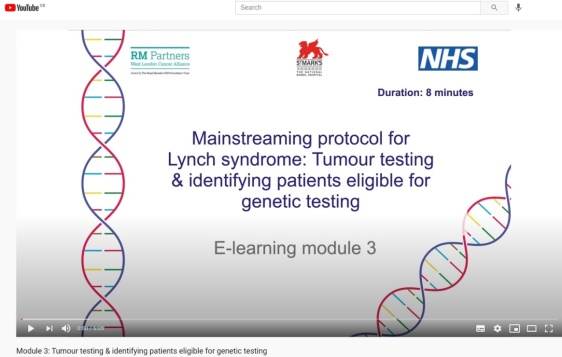 YouTube GB
Search
RM Partners
West London Cancer Alliance
ST MARK'S
THE NATIONAL
BOWEL HOSPITAL
NHS
Duration: 8 minutes
Mainstreaming protocol for
Lynch syndrome: Tumour testing
& identifying patients eligible for
genetic testing
E-learning module 3
Module 3: Tumour testing & identifying patients eligible for genetic testing